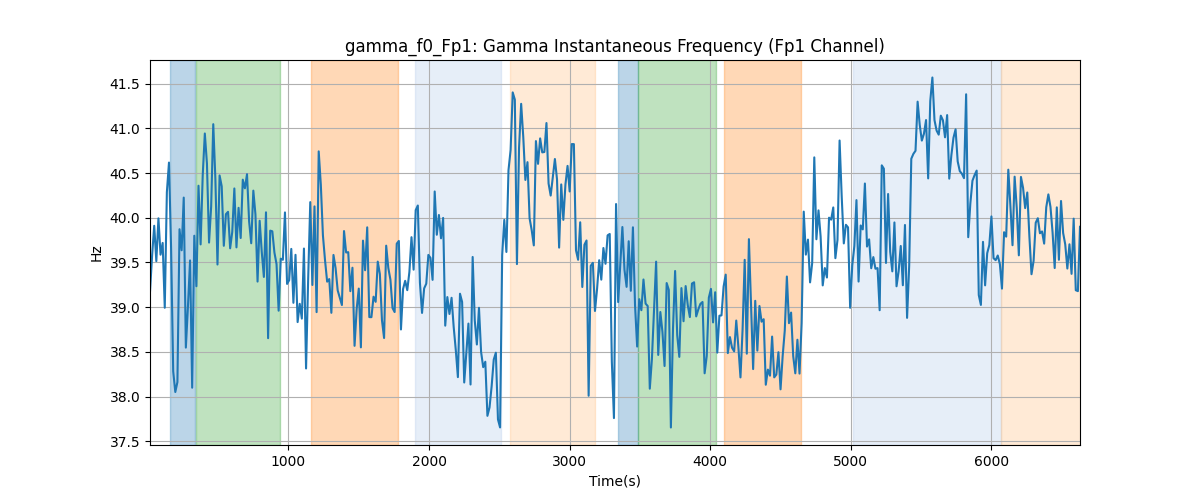 gamma_f0_Fp1: Gamma Instantaneous Frequency (Fp1 Channel)
41.5
41.0
40.5
40.0
39.5
39.0
38.5
38.0
37.5
Hz
1000 2000 3000 4000 5000 6000
Time(s)